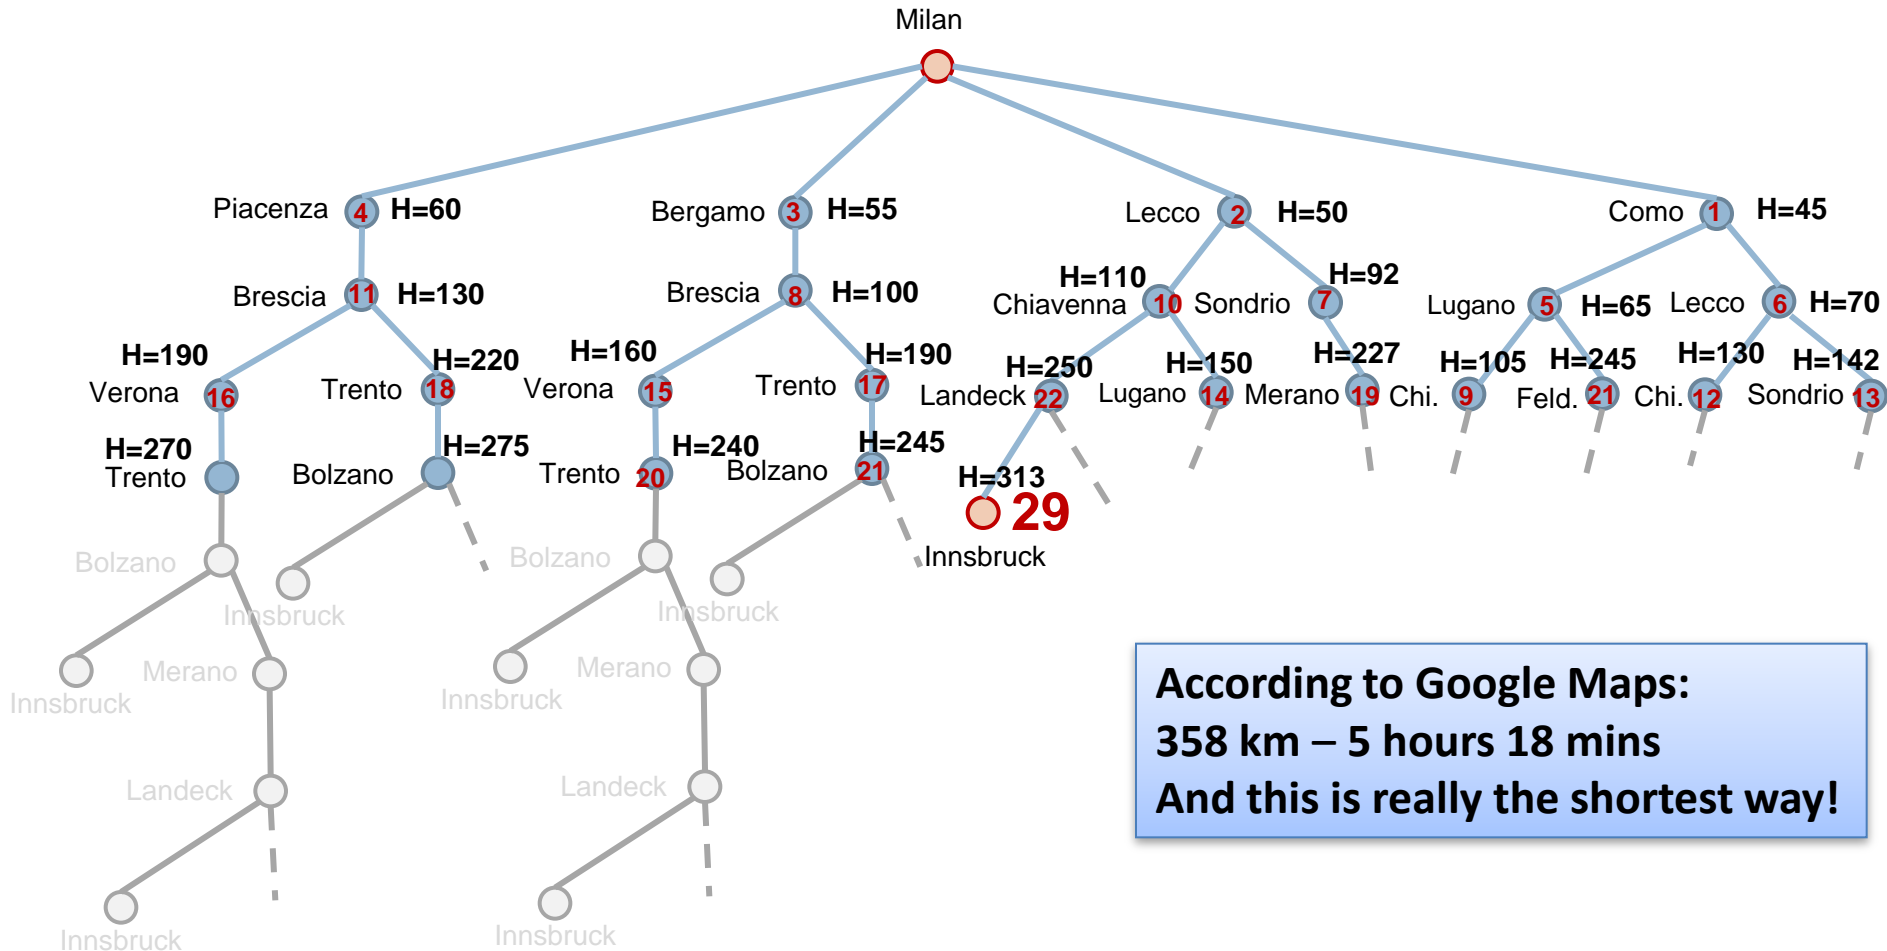 Milan
Piacenza 4 H=60
Bergamo 3 H=55
Lecco 2 H=50
Como 1 H=45
Brescia 11 H=130
Brescia 8 H=100
H=110
Chiavenna 10
H=92
Sondrio 7
Lugano 5 H=65
Lecco 6 H=70
H=190
Verona 16
H=220
Trento 18
H=160
Verona 15
H=190
Trento 17
H=250
Landeck 22
H=150
Lugano 14
H=227
Merano 19
H=105
Chi. 9
H=245
Feld. 21
H=130
Chi. 12
H=142
Sondrio 13
H=270
Trento
H=275
Bolzano
H=240
Trento 20
H=245
Bolzano 21
H=313
29
Innsbruck
Bolzano
Innsbruck
Bolzano
Innsbruck
Merano
Innsbruck
Merano
Innsbruck
Landeck
Landeck
Innsbruck
Innsbruck
According to Google Maps:
358 km – 5 hours 18 mins
And this is really the shortest way!